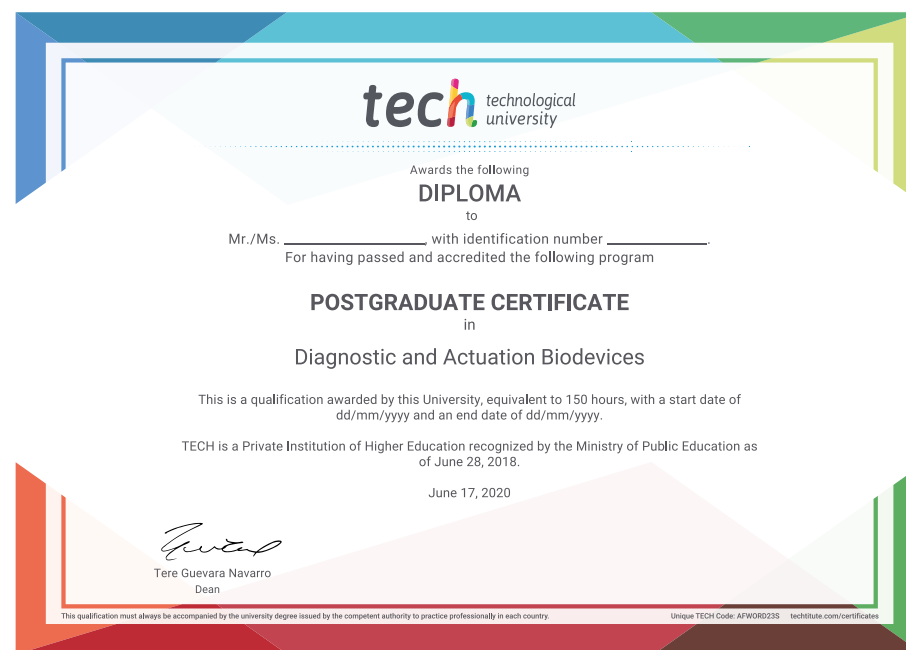 tech technological
university
Awards the following
DIPLOMA
to
Mr./Ms. ______________, with identification number __________.
For having passed and accredited the following program
POSTGRADUATE CERTIFICATE
in
Diagnostic and Actuation Biodevices
This is a qualification awarded by this University, equivalent to 150 hours, with a start date of
dd/mm/yyyy and an end date of dd/mm/yyyy.
TECH is a Private Institution of Higher Education recognized by the Ministry of Public Education as
of June 28, 2018.
June 17, 2020
Tere Guevara Navarro
Dean
This qualification must always be accompanied by the university degree issued by the competent authority to practice professionally in each country.
Unique TECH Code: AFWORD23S techtitute.com/certificates